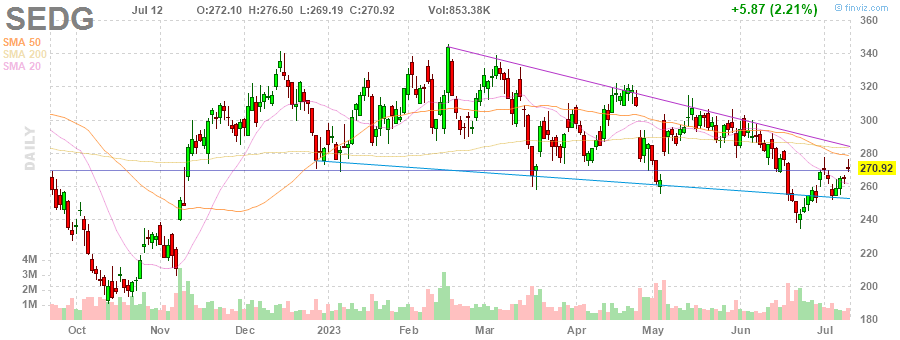 SEDG Jul 12 O:272.10 H:276.50 L:269.19 C:270.92 Vol:853.38K +5.87 (2.21%) © finviz.com
SMA 50
SMA 200
SMA 20
DAILY
360
340
320
300
280
270.92
260
240
220
200
180
4M
3M
2M
1M
Oct Nov Dec 2023 Feb Mar Apr May Jun Jul